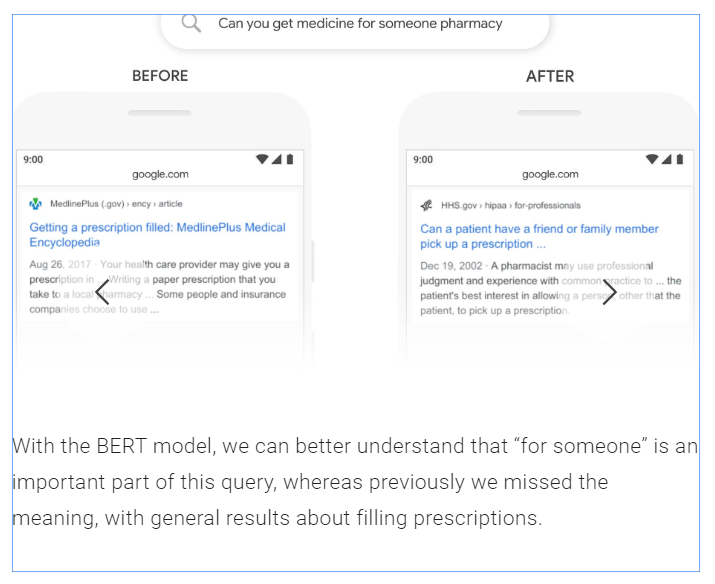 Can you get medicine for someone pharmacy
BEFORE
9:00
google.com
MedlinePlus (.gov) › ency › article
Getting a prescription filled: MedlinePlus Medical
Encyclopedia
Aug 26, 2017 · Your health care provider may give you a
prescription in ... Writing a paper prescription that you
take to a local pharmacy ... Some people and insurance
companies choose to use ...
AFTER
9:00
google.com
HHS.gov › hipaa › for-professionals
Can a patient have a friend or family member
pick up a prescription ...
Dec 19, 2002 · A pharmacist may use professional
judgment and experience with common practice to ... the
patient's best interest in allowing a person, other that the
patient, to pick up a prescription.
With the BERT model, we can better understand that “for someone” is an
important part of this query, whereas previously we missed the
meaning, with general results about filling prescriptions.